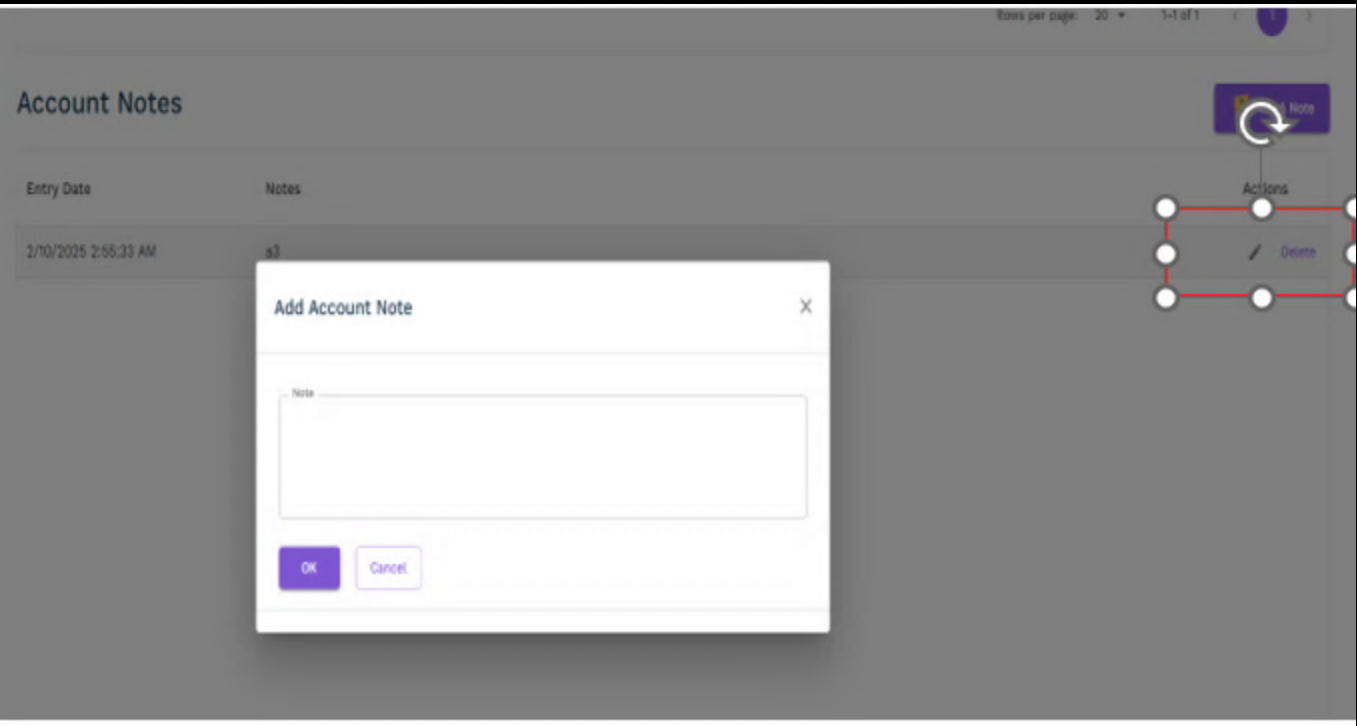 Rows per page: 20 1-1 of 1 1
Account Notes
Note
Entry Date Notes Actions
2/10/2025 2:55:33 AM Delete
Add Account Note X
Note
OK Cancel